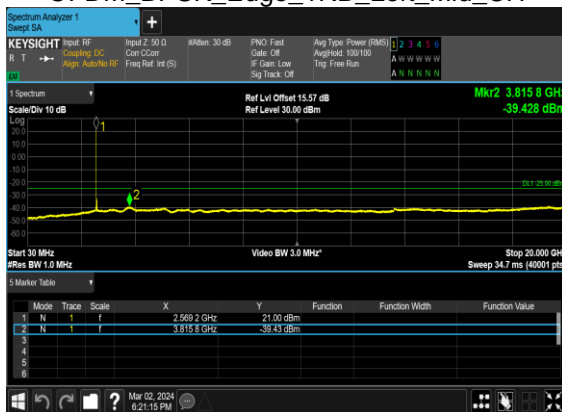 Spectrum Analyzer 1
Swept SA
+
KEYSIGHT Input: RF Input Z: 50 Ω #Atten: 30 dB PNO: Fast Avg Type: Power (RMS) 1 2 3 4 5 6
R T Coupling: DC Corr CCorr Gate: Off Avg|Hold: 100/100 A W W W W W
Align: Auto/No RF Freq Ref: Int (S) IF Gain: Low Trig: Free Run
Sig Track: Off A N N N N N
LU
1 Spectrum Ref Lvl Offset 15.57 dB Mkr2 3.815 8 GHz
Scale/Div 10 dB Ref Level 30.00 dBm -39.428 dBm
Log
20.0
10.0
0.00
-10.0
-20.0
-30.0
-40.0
-50.0
-60.0
1
2
Start 30 MHz Video BW 3.0 MHz* Stop 20.000 GH
#Res BW 1.0 MHz Sweep 34.7 ms (40001 pts
5 Marker Table
Mode Trace Scale X Y Function Function Width Function Value
1 N 1 f 2.569 2 GHz 21.00 dBm
2 N 1 f 3.815 8 GHz -39.43 dBm
3
4
5
6
? Mar 02, 2024
6:21:15 PM